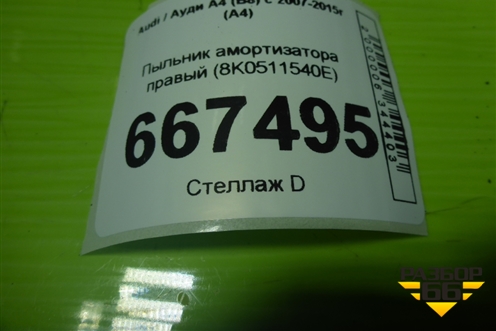 Audi / Ауди A4 (B8) с 2007-2015г
(A4)
Пыльник амортизатора
правый (8K0511540E)
667495
Стеллаж D
РАЗБОР
66